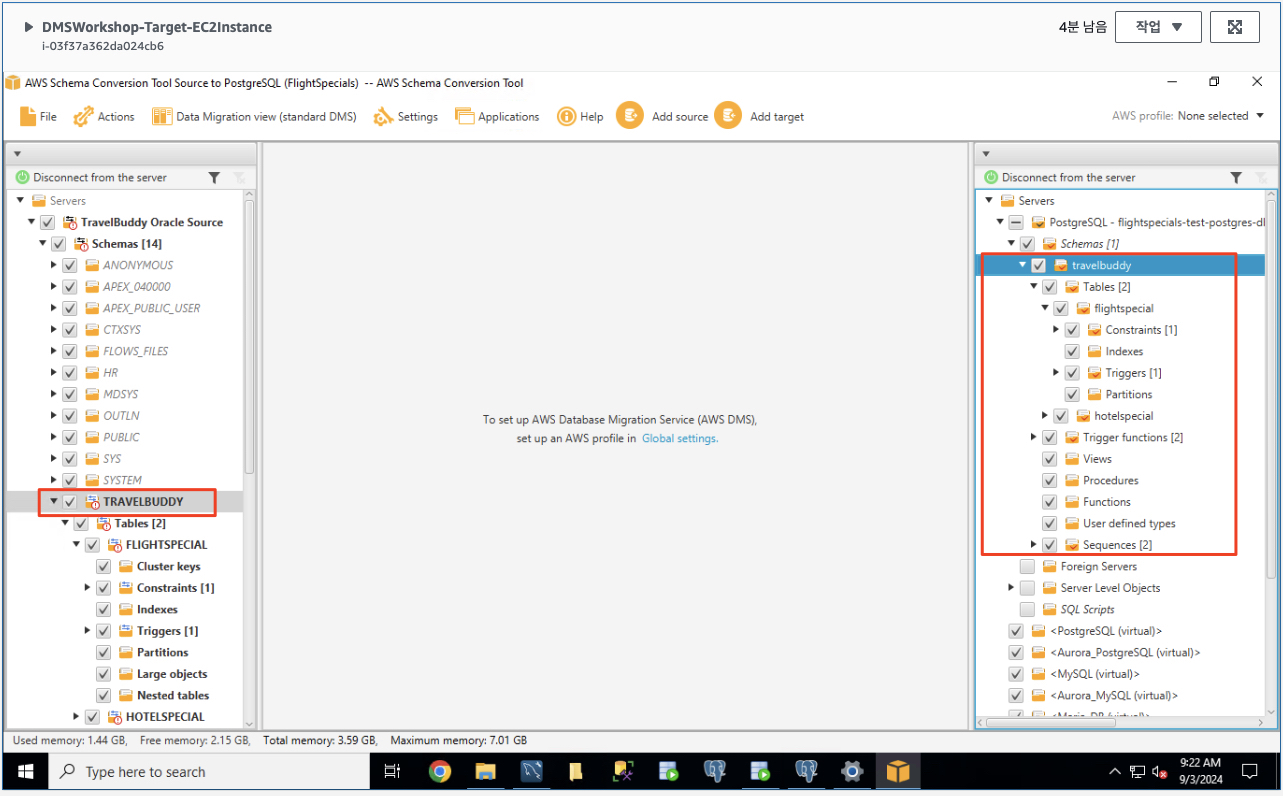 DMSWorkshop-Target-EC2Instance
i-03f37a362da024cb6
4분 남음
작업
AWS Schema Conversion Tool Source to PostgreSQL (FlightSpecials) -- AWS Schema Conversion Tool
File Actions Data Migration view (standard DMS) Settings Applications Help Add source Add target
AWS profile: None selected
Disconnect from the server
Servers
TravelBuddy Oracle Source
Schemas [14]
ANONYMOUS
APEX_040000
APEX_PUBLIC_USER
CTXSYS
FLOWS_FILES
HR
MDSYS
OUTLN
PUBLIC
SYS
SYSTEM
TRAVELBUDDY
Tables [2]
FLIGHTSPECIAL
Cluster keys
Constraints [1]
Indexes
Triggers [1]
Partitions
Large objects
Nested tables
HOTELSPECIAL
To set up AWS Database Migration Service (AWS DMS),
set up an AWS profile in Global settings.
Disconnect from the server
Servers
PostgreSQL - flightspecials-test-postgres-d
Schemas [1]
travelbuddy
Tables [2]
flightspecial
Constraints [1]
Indexes
Triggers [1]
Partitions
hotelspecial
Trigger functions [2]
Views
Procedures
Functions
User defined types
Sequences [2]
Foreign Servers
Server Level Objects
SQL Scripts
<PostgreSQL (virtual)>
<Aurora_PostgreSQL (virtual)>
<MySQL (virtual)>
<Aurora_MySQL (virtual)>
Used memory: 1.44 GB, Free memory: 2.15 GB, Total memory: 3.59 GB, Maximum memory: 7.01 GB
Type here to search
9:22 AM
9/3/2024